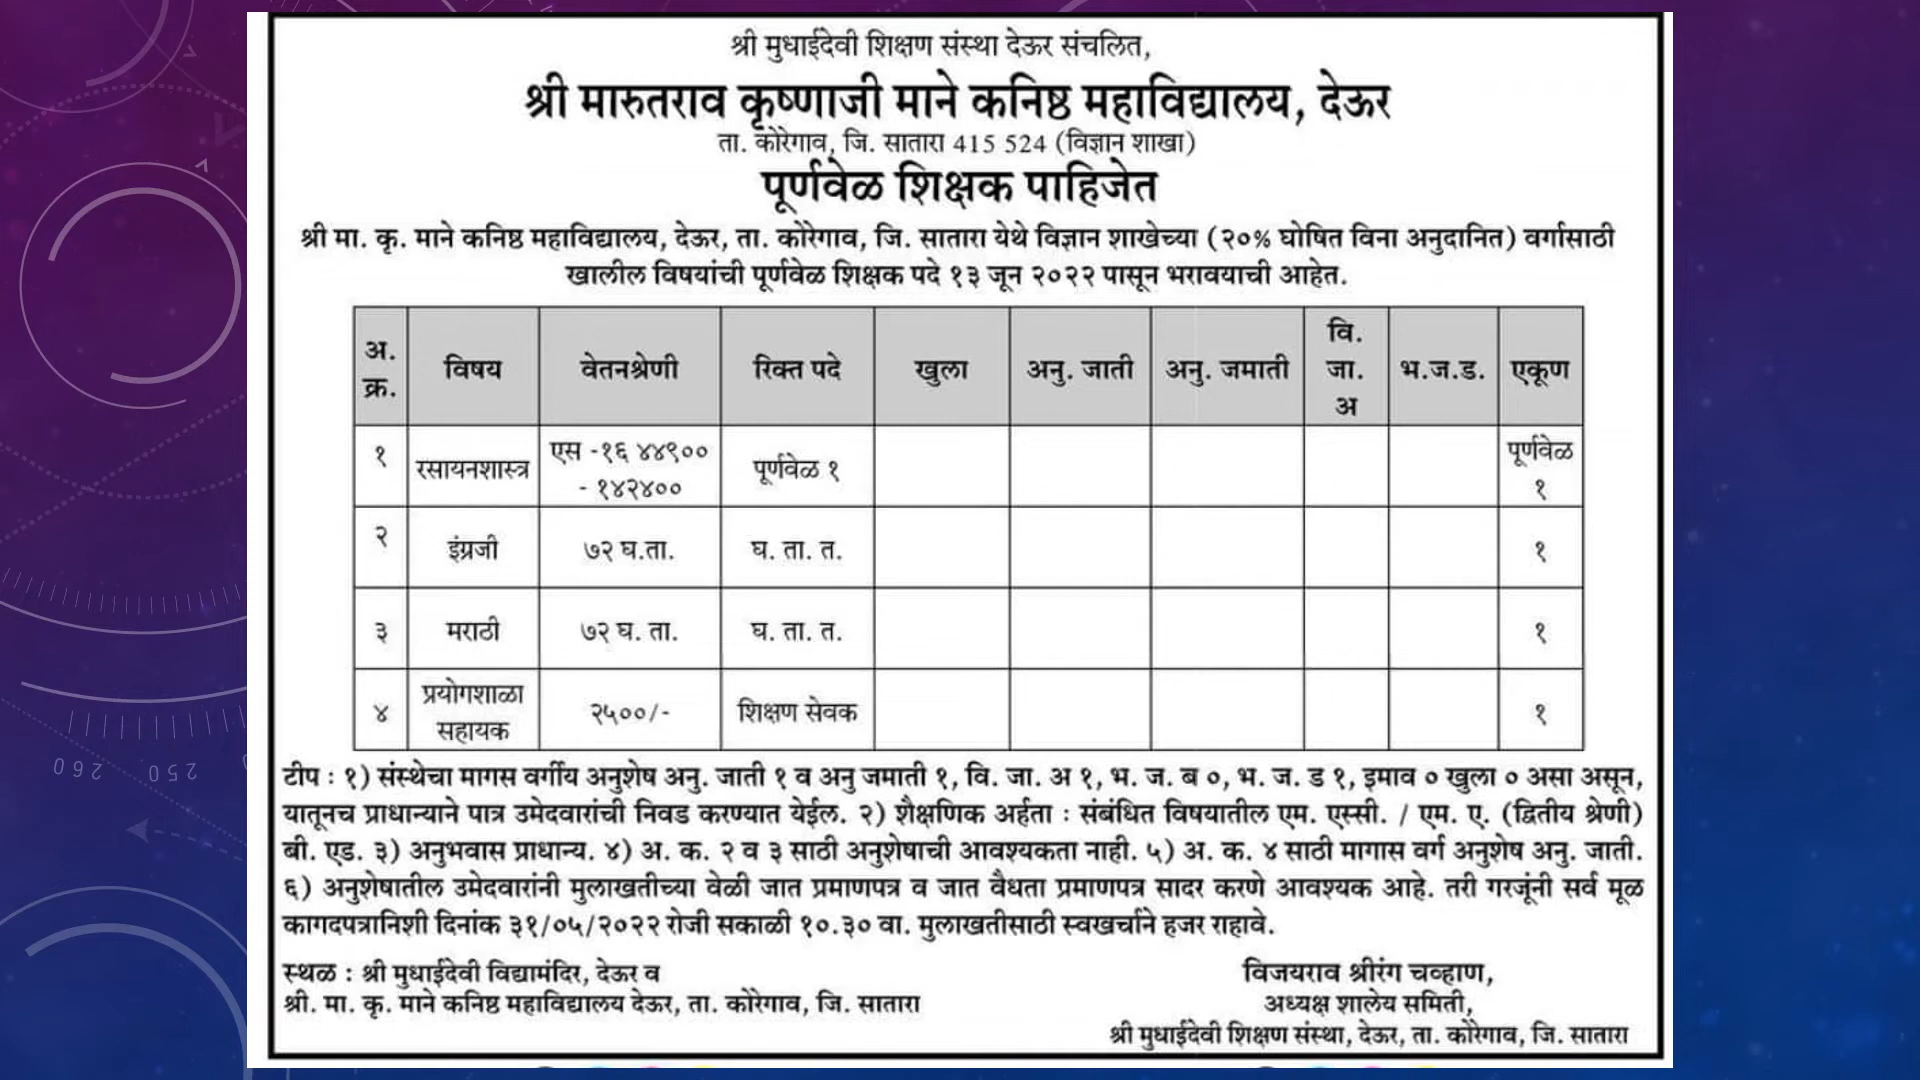 श्री मुधाईदेवी शिक्षण संस्था देऊर संचलित,
श्री मारुतराव कृष्णाजी माने कनिष्ठ महाविद्यालय, देऊर
ता. कोरेगाव, जि. सातारा 415 524 (विज्ञान शाखा)
पूर्णवेळ शिक्षक पाहिजेत
श्री मा. कृ. माने कनिष्ठ महाविद्यालय, देऊर, ता. कोरेगाव, जि. सातारा येथे विज्ञान शाखेच्या (२०% घोषित विना अनुदानित) वर्गासाठी
खालील विषयांची पूर्णवेळ शिक्षक पदे १३ जून २०२२ पासून भरावयाची आहेत.
अ. क्र. विषय वेतनश्रेणी रिक्त पदे खुला अनु. जाती अनु. जमाती वि. जा. अ भ.ज.ड. एकूण
१ रसायनशास्त्र एस -१६ ४४९०० - १४२४०० पूर्णवेळ १ पूर्णवेळ १
२ इंग्रजी ७२ घ.ता. घ. ता. त. १
३ मराठी ७२ घ. ता. घ. ता. त. १
४ प्रयोगशाळा सहायक २५००/- शिक्षण सेवक १
टीप : १) संस्थेचा मागस वर्गीय अनुशेष अनु. जाती १ व अनु जमाती १, वि. जा. अ १, भ. ज. ब ०, भ. ज. ड १, इमाव ० खुला ० असा असून,
यातूनच प्राधान्याने पात्र उमेदवारांची निवड करण्यात येईल. २) शैक्षणिक अर्हता : संबंधित विषयातील एम. एस्सी. / एम. ए. (द्वितीय श्रेणी)
बी. एड. ३) अनुभवास प्राधान्य. ४) अ. क. २ व ३ साठी अनुशेषाची आवश्यकता नाही. ५) अ. क. ४ साठी मागास वर्ग अनुशेष अनु. जाती.
६) अनुशेषातील उमेदवारांनी मुलाखतीच्या वेळी जात प्रमाणपत्र व जात वैधता प्रमाणपत्र सादर करणे आवश्यक आहे. तरी गरजूंनी सर्व मूळ
कागदपत्रानिशी दिनांक ३१/०५/२०२२ रोजी सकाळी १०.३० वा. मुलाखतीसाठी स्वखर्चाने हजर राहावे.
स्थळ : श्री मुधाईदेवी विद्यामंदिर, देऊर व
श्री. मा. कृ. माने कनिष्ठ महाविद्यालय देऊर, ता. कोरेगाव, जि. सातारा
विजयराव श्रीरंग चव्हाण,
अध्यक्ष शालेय समिती,
श्री मुधाईदेवी शिक्षण संस्था, देऊर, ता. कोरेगाव, जि. सातारा
260 250